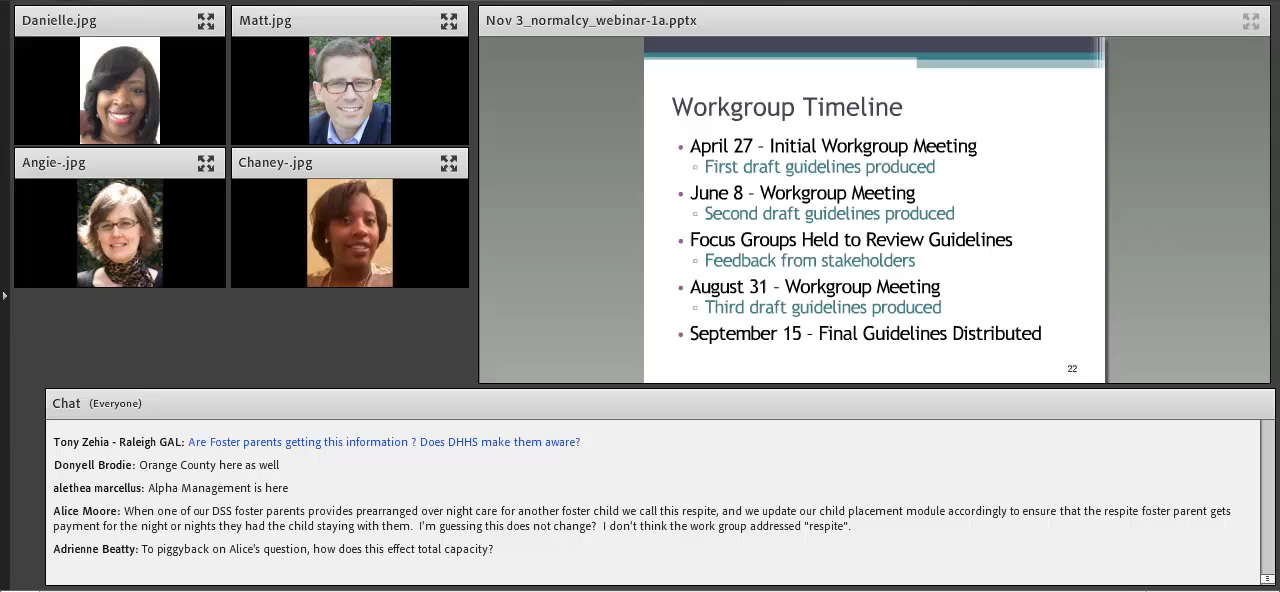 Danielle.jpg
Matt.jpg
Nov 3_normalcy_webinar-1a.pptx
Angie-.jpg
Chaney-.jpg
Workgroup Timeline
• April 27 – Initial Workgroup Meeting
▫ First draft guidelines produced
• June 8 – Workgroup Meeting
▫ Second draft guidelines produced
• Focus Groups Held to Review Guidelines
▫ Feedback from stakeholders
• August 31 – Workgroup Meeting
▫ Third draft guidelines produced
• September 15 – Final Guidelines Distributed
22
Chat (Everyone)
Tony Zehia - Raleigh GAL: Are Foster parents getting this information ? Does DHHS make them aware?
Donyell Brodie: Orange County here as well
alethea marcellus: Alpha Management is here
Alice Moore: When one of our DSS foster parents provides prearranged over night care for another foster child we call this respite, and we update our child placement module accordingly to ensure that the respite foster parent gets
payment for the night or nights they had the child staying with them.  I'm guessing this does not change?  I don't think the work group addressed "respite".
Adrienne Beatty: To piggyback on Alice's question, how does this effect total capacity?